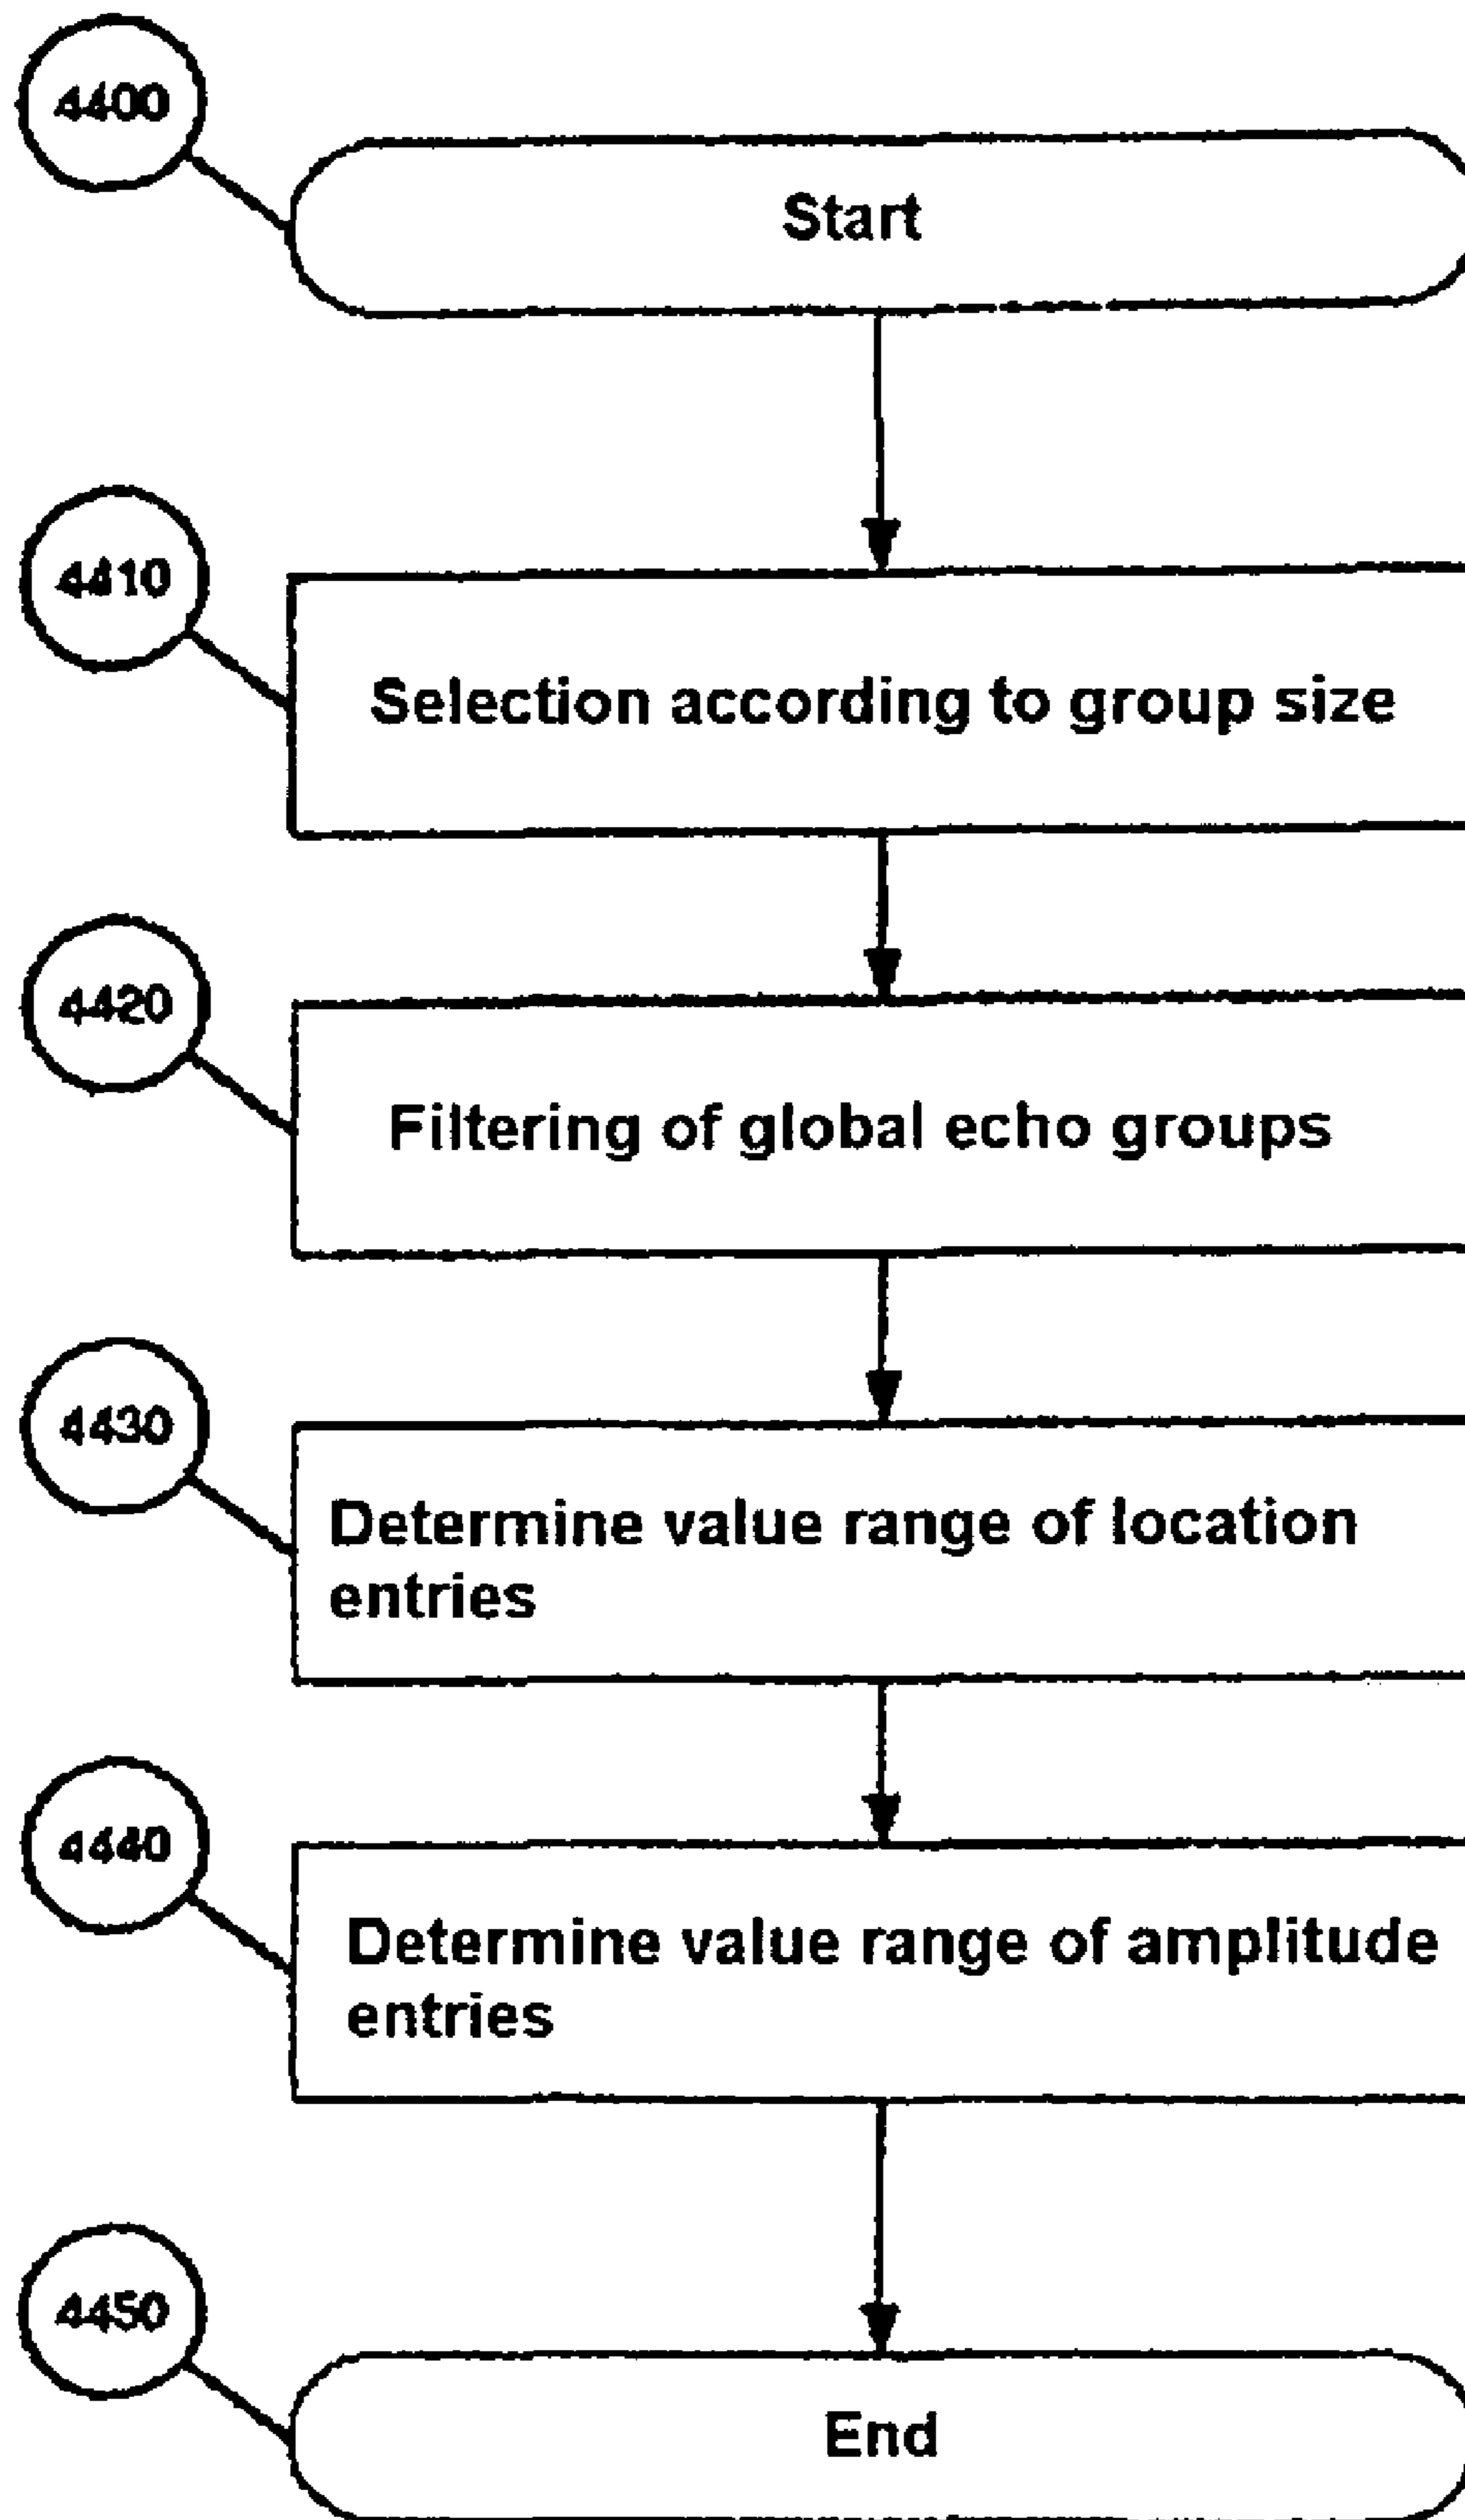 4400
Start
4410
Selection according to group size
4420
Filtering of global echo groups
4430
Determine value range of location
entries
4440
Determine value range of amplitude
entries
4450
End